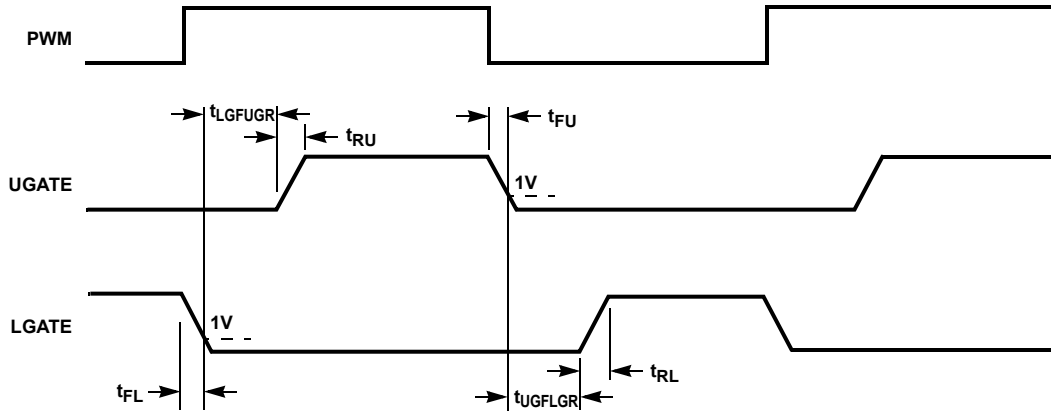 PWM
tLGFUGR
tRU
tFU
UGATE
1V
LGATE
1V
tFL
tRL
tUGFLGR